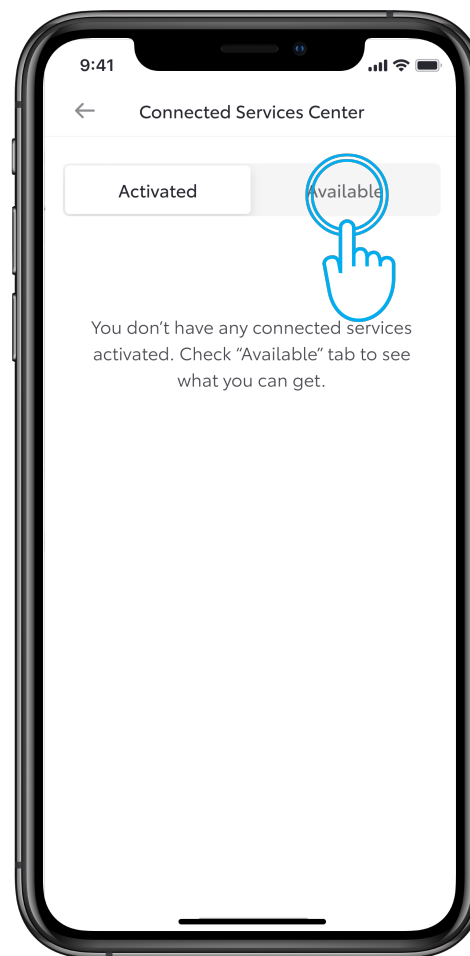 9:41
Connected Services Center
Activated Available
You don't have any connected services
activated. Check “Available” tab to see
what you can get.